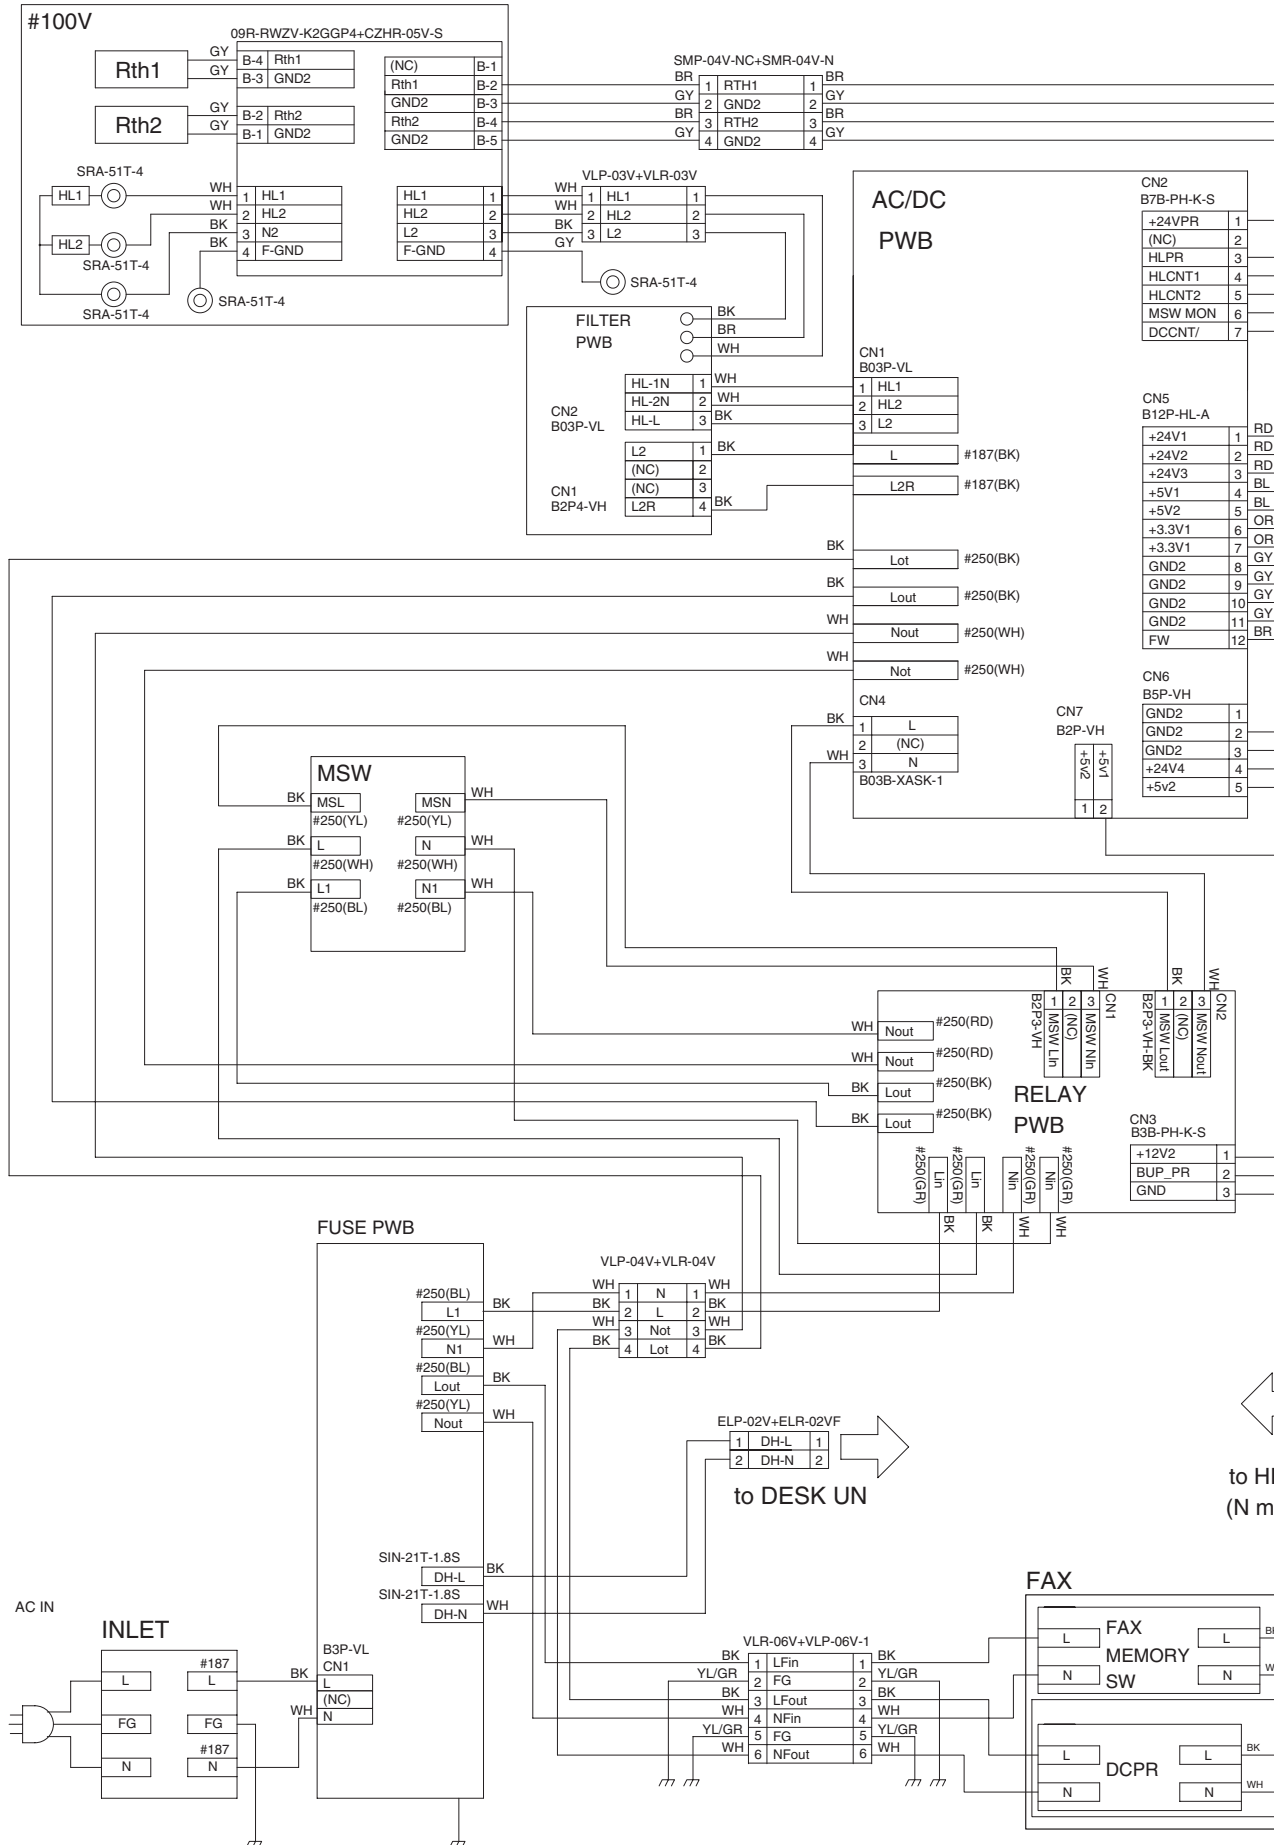 #100V
09R-RWZV-K2GGP4+CZHR-05V-S
Rth1
GY B-4 Rth1
GY B-3 GND2
Rth2
GY B-2 Rth2
GY B-1 GND2
(NC) B-1
Rth1 B-2
GND2 B-3
Rth2 B-4
GND2 B-5
SMP-04V-NC+SMR-04V-N
BR 1 RTH1 1 BR
GY 2 GND2 2 GY
BR 3 RTH2 3 BR
GY 4 GND2 4 GY
SRA-51T-4
HL1
HL2
SRA-51T-4
SRA-51T-4
WH 1 HL1
WH 2 HL2
BK 3 N2
BK 4 F-GND
SRA-51T-4
HL1 1
HL2 2
L2 3
F-GND 4
VLP-03V+VLR-03V
WH 1 HL1 1
WH 2 HL2 2
BK 3 L2 3
GY
SRA-51T-4
FILTER
PWB
BK
BR
WH
CN2
B03P-VL
HL-1N 1 WH
HL-2N 2 WH
HL-L 3 BK
CN1
B2P4-VH
L2 1 BK
(NC) 2
(NC) 3
L2R 4 BK
AC/DC
PWB
CN1
B03P-VL
1 HL1
2 HL2
3 L2
L #187(BK)
L2R #187(BK)
BK Lot #250(BK)
BK Lout #250(BK)
WH Nout #250(WH)
WH Not #250(WH)
CN4
BK 1 L
2 (NC)
WH 3 N
B03B-XASK-1
CN2
B7B-PH-K-S
+24VPR 1
(NC) 2
HLPR 3
HLCNT1 4
HLCNT2 5
MSW MON 6
DCCNT/ 7
CN5
B12P-HL-A
+24V1 1 RD
+24V2 2 RD
+24V3 3 RD
+5V1 4 BL
+5V2 5 BL
+3.3V1 6 OR
+3.3V1 7 OR
GND2 8 GY
GND2 9 GY
GND2 10 GY
GND2 11 GY
FW 12 BR
CN6
B5P-VH
GND2 1
GND2 2
GND2 3
+24V4 4
+5v2 5
CN7
B2P-VH
+5v2 +5v1
1 2
MSW
BK MSL MSN WH
#250(YL) #250(YL)
BK L N WH
#250(WH) #250(WH)
BK L1 N1 WH
#250(BL) #250(BL)
RELAY
PWB
BK WH
B2P3-VH
1 MSW LIn
2 (NC)
3 MSW NIn
CN1
BK WH
B2P3-VH-BK
1 MSW Lout
2 (NC)
3 MSW Nout
CN2
WH Nout #250(RD)
WH Nout #250(RD)
BK Lout #250(BK)
BK Lout #250(BK)
#250(GR) Lin BK
#250(GR) Lin BK
Nin #250(GR) WH
Nin #250(GR) WH
CN3
B3B-PH-K-S
+12V2 1
BUP_PR 2
GND 3
FUSE PWB
#250(BL)
L1 BK
#250(YL)
N1 WH
#250(BL)
Lout BK
#250(YL)
Nout WH
VLP-04V+VLR-04V
WH 1 N 1 WH
BK 2 L 2 BK
WH 3 Not 3 WH
BK 4 Lot 4 BK
ELP-02V+ELR-02VF
1 DH-L 1
2 DH-N 2
to DESK UN
SIN-21T-1.8S
DH-L BK
SIN-21T-1.8S
DH-N WH
B3P-VL
CN1
BK L
(NC)
WH N
AC IN
INLET
L #187 L
FG FG
N #187 N
VLR-06V+VLP-06V-1
BK 1 LFin 1 BK
YL/GR 2 FG 2 YL/GR
BK 3 LFout 3 BK
WH 4 NFin 4 WH
YL/GR 5 FG 5 YL/GR
WH 6 NFout 6 WH
(N m
FAX
FAX
MEMORY
SW
L L
N N
DCPR
L L BK
N N WH